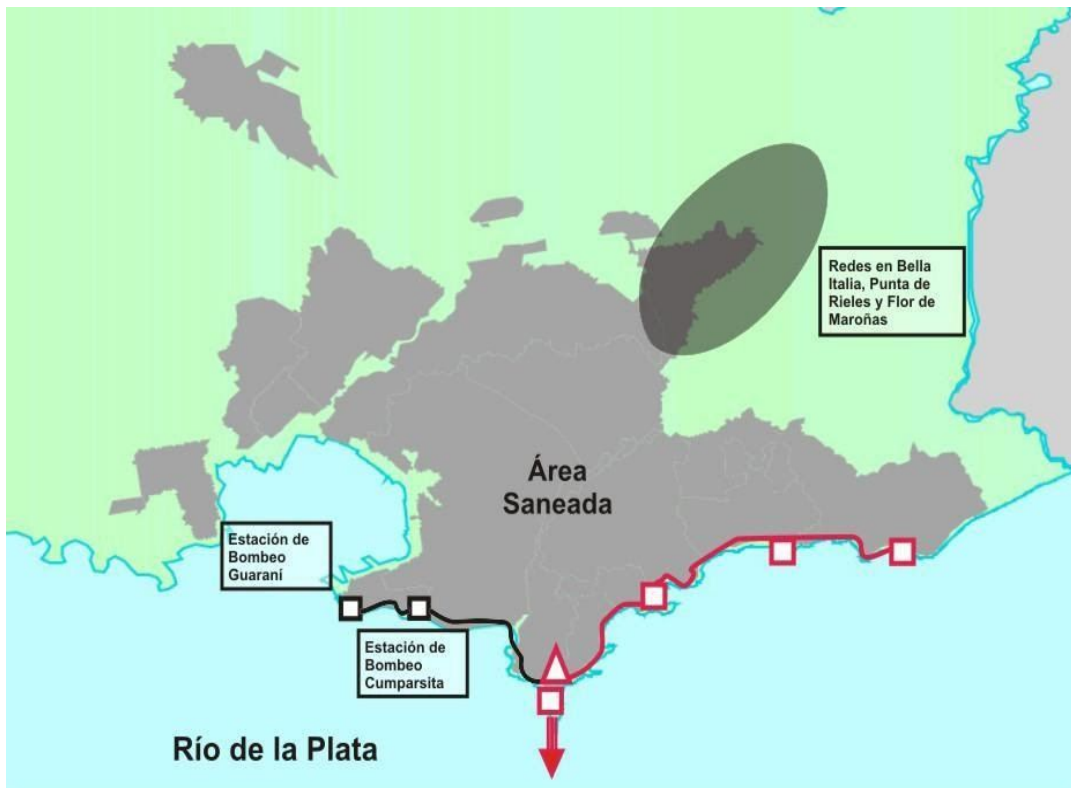 Redes en Bella
Italia, Punta de
Rieles y Flor de
Maroñas
Área
Saneada
Estación de
Bombeo
Guaraní
Estación de
Bombeo
Cumparsita
Río de la Plata